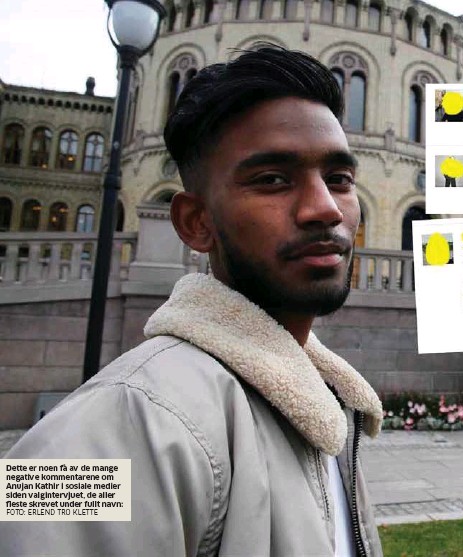 Dette er noen få av de mange
negative kommentarene om
Anujan Kathir i sosiale medier
siden valgintervjuet, de aller
fleste skrevet under fullt navn:
FOTO: ERLEND TRO KLETTE